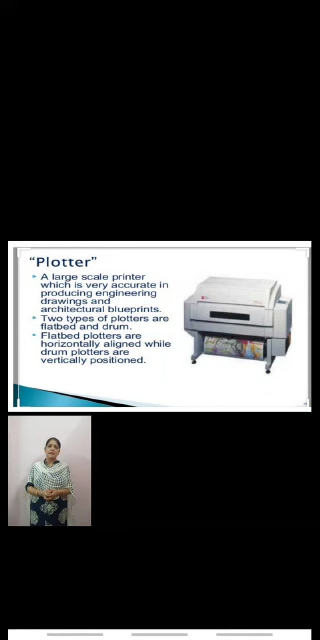 “Plotter”
A large scale printer
which is very accurate in
producing engineering
drawings and
architectural blueprints.
Two types of plotters are
flatbed and drum.
Flatbed plotters are
horizontally aligned while
drum plotters are
vertically positioned.